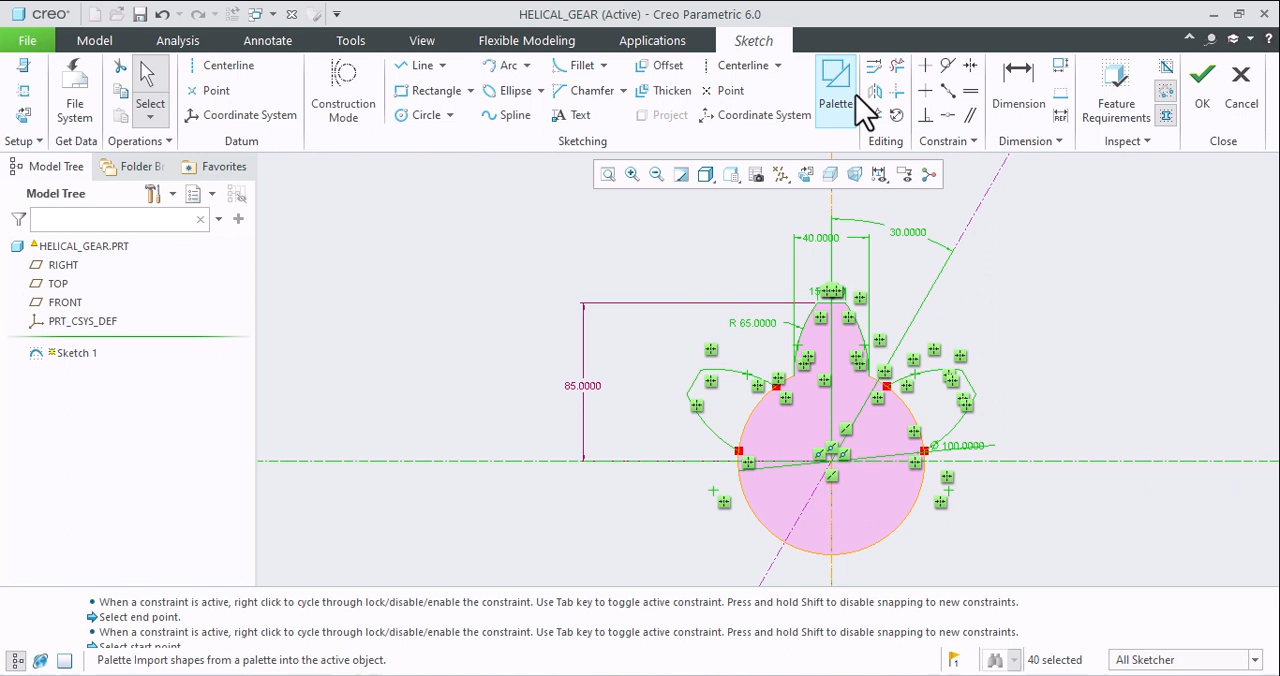 creo HELICAL_GEAR (Active) - Creo Parametric 6.0
File Model Analysis Annotate Tools View Flexible Modeling Applications Sketch
Centerline Line Arc Fillet Offset Centerline
Point Rectangle Ellipse Chamfer Thicken Point
Coordinate System Circle Spline Text Project Coordinate System
File System Select Construction Mode Palette Dimension REF Feature Requirements OK Cancel
Setup Get Data Operations Datum Sketching Editing Constrain Dimension Inspect Close
Model Tree Folder Br Favorites
Model Tree
HELICAL_GEAR.PRT
RIGHT
TOP
FRONT
PRT_CSYS_DEF
Sketch 1
30.0000
40.0000
R 65.0000
85.0000
Ø 100.0000
When a constraint is active, right click to cycle through lock/disable/enable the constraint. Use Tab key to toggle active constraint. Press and hold Shift to disable snapping to new constraints.
Select end point.
When a constraint is active, right click to cycle through lock/disable/enable the constraint. Use Tab key to toggle active constraint. Press and hold Shift to disable snapping to new constraints.
Select start point.
Palette Import shapes from a palette into the active object. 1 40 selected All Sketcher